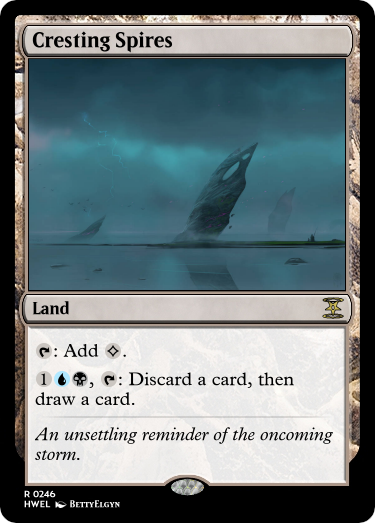 Cresting Spires
Land
: Add .
1, : Discard a card, then
draw a card.
An unsettling reminder of the oncoming
storm.
R 0246
HWEL BETTYELGYN